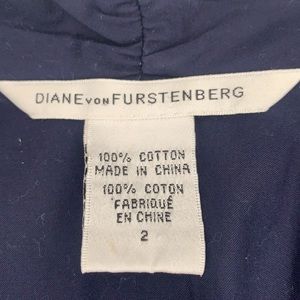 DIANE VON FURSTENBERG
100% COTTON
MADE IN CHINA
100% COTON
FABRIQUÉ
EN CHINE
2